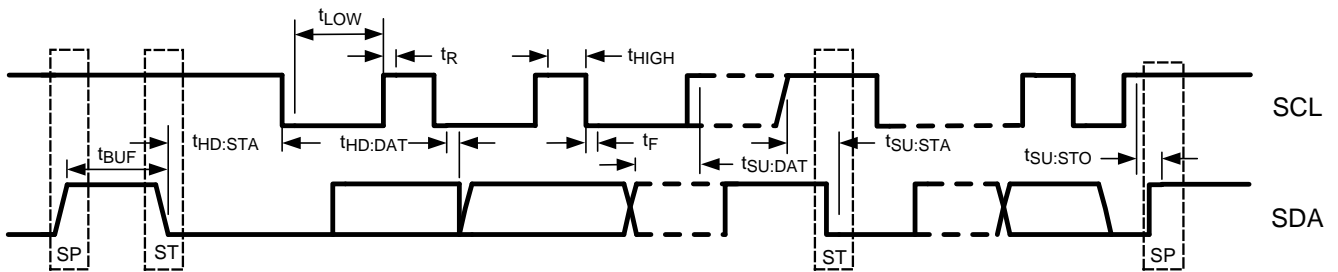 tLOW
tR
tHIGH
SCL
tHD:STA
tHD:DAT
tF
tSU:DAT
tSU:STA
tSU:STO
tBUF
SDA
SP
ST
ST
SP